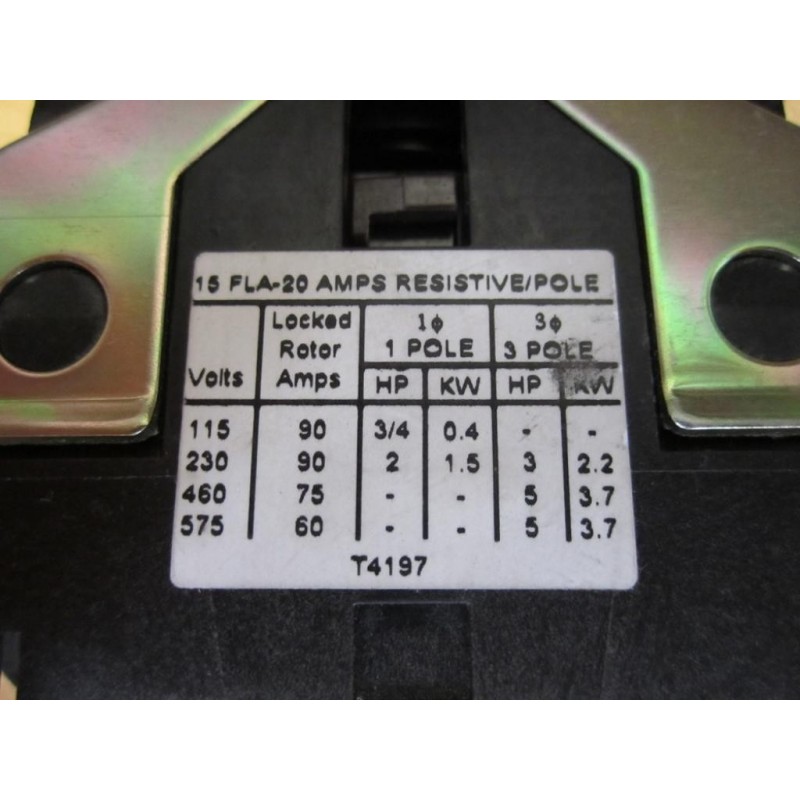 15 FLA-20 AMPS RESISTIVE/POLE
Volts Locked Rotor Amps 1ϕ 1 POLE 3ϕ 3 POLE
HP KW HP KW
115 90 3/4 0.4 - -
230 90 2 1.5 3 2.2
460 75 - - 5 3.7
575 60 - - 5 3.7
T4197